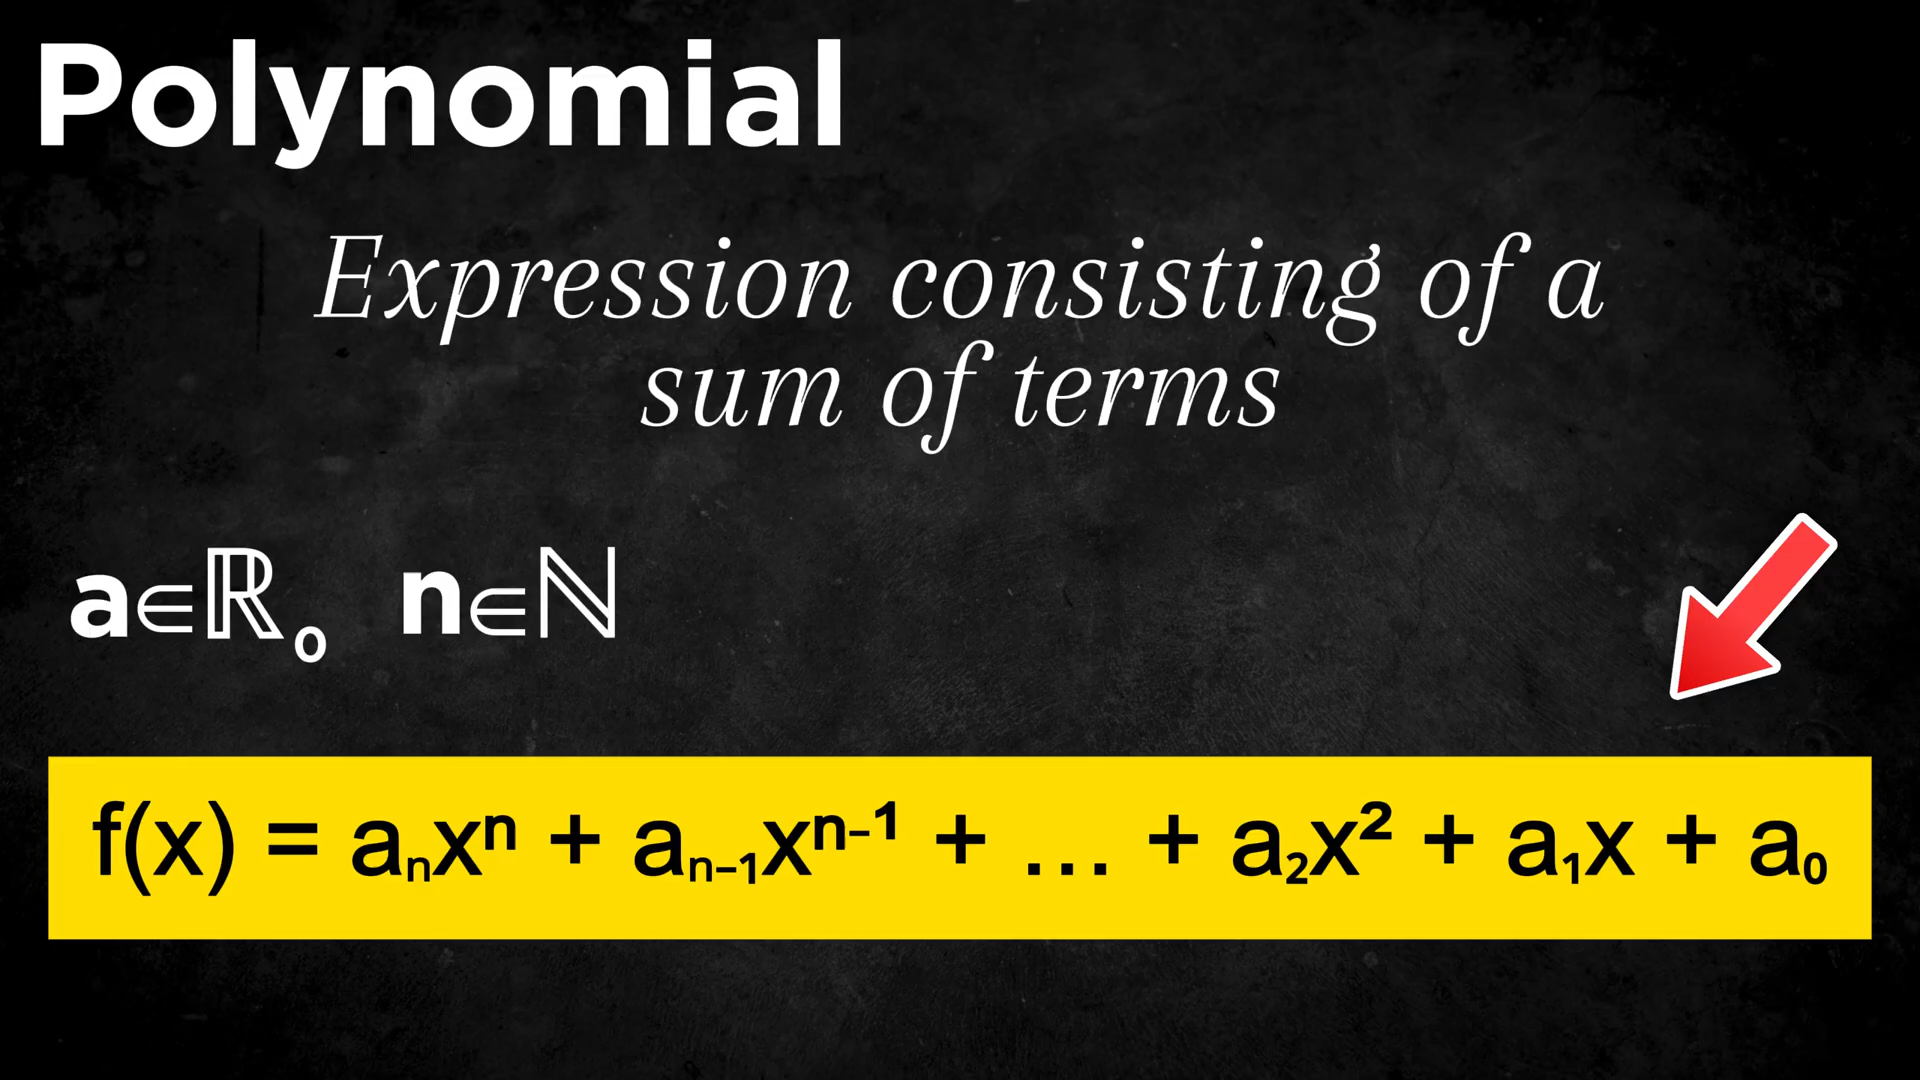 Polynomial
Expression consisting of a
sum of terms
a∈ℝ₀ n∈ℕ
f(x) = aₙxⁿ + aₙ₋₁xⁿ⁻¹ + ... + a₂x² + a₁x + a₀